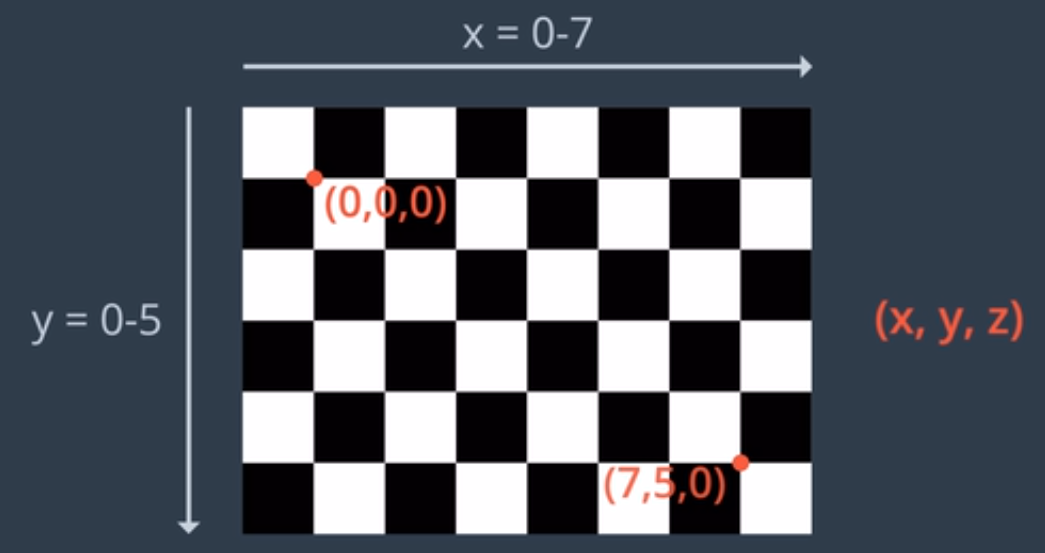 x = 0-7
(0,0,0)
y = 0-5
(x, y, z)
(7,5,0)